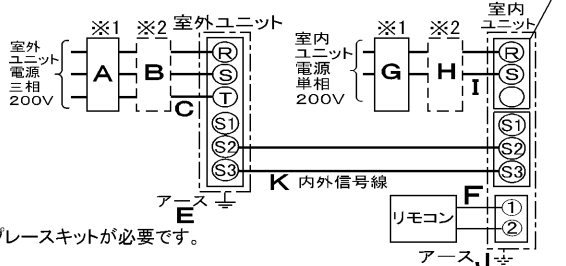 ※1
※2
室外ユニット
室外
ユニット
電源
三相
200V
A
B
C
R
S
T
S1
S2
S3
アース
E
※1
※2
室内
ユニット
室内
ユニット
電源
単相
200V
G
H
I
R
S
S1
S2
S3
K 内外信号線
F
リモコン
1
2
アース
J
プレースキットが必要です。